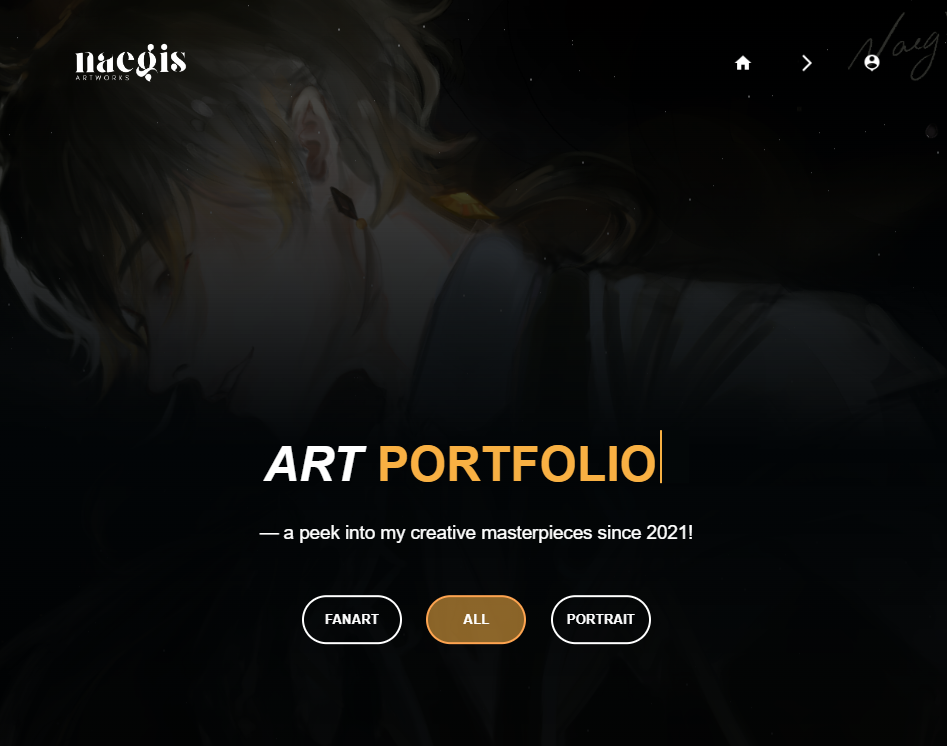 naegis
ARTWORKS
Naeg
ART PORTFOLIO
— a peek into my creative masterpieces since 2021!
FANART
ALL
PORTRAIT